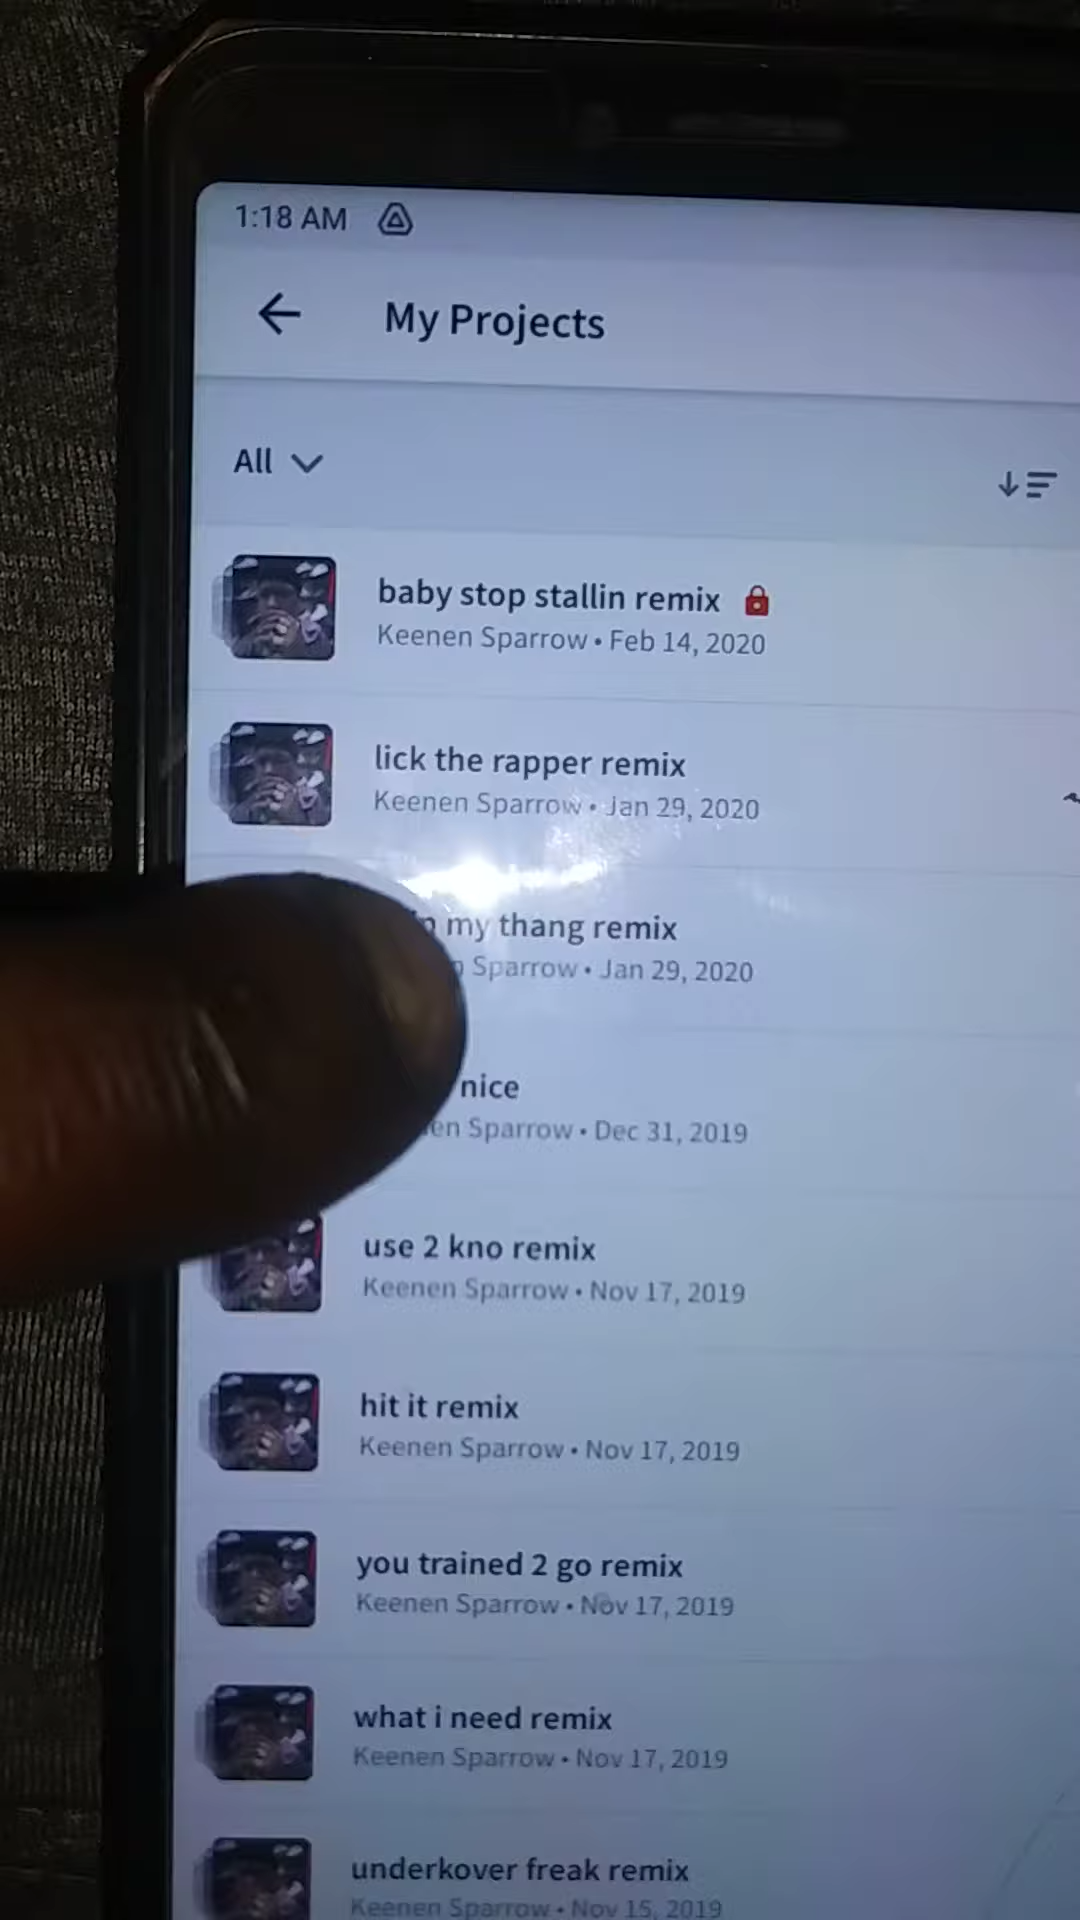 1:18 AM
My Projects
All
baby stop stallin remix
Keenen Sparrow • Feb 14, 2020
lick the rapper remix
Keenen Sparrow • Jan 29, 2020
my thang remix
Sparrow • Jan 29, 2020
nice
Sparrow • Dec 31, 2019
use 2 kno remix
Keenen Sparrow • Nov 17, 2019
hit it remix
Keenen Sparrow • Nov 17, 2019
you trained 2 go remix
Keenen Sparrow • Nov 17, 2019
what i need remix
Keenen Sparrow • Nov 17, 2019
underkover freak remix
Keenen Sparrow • Nov 15, 2019